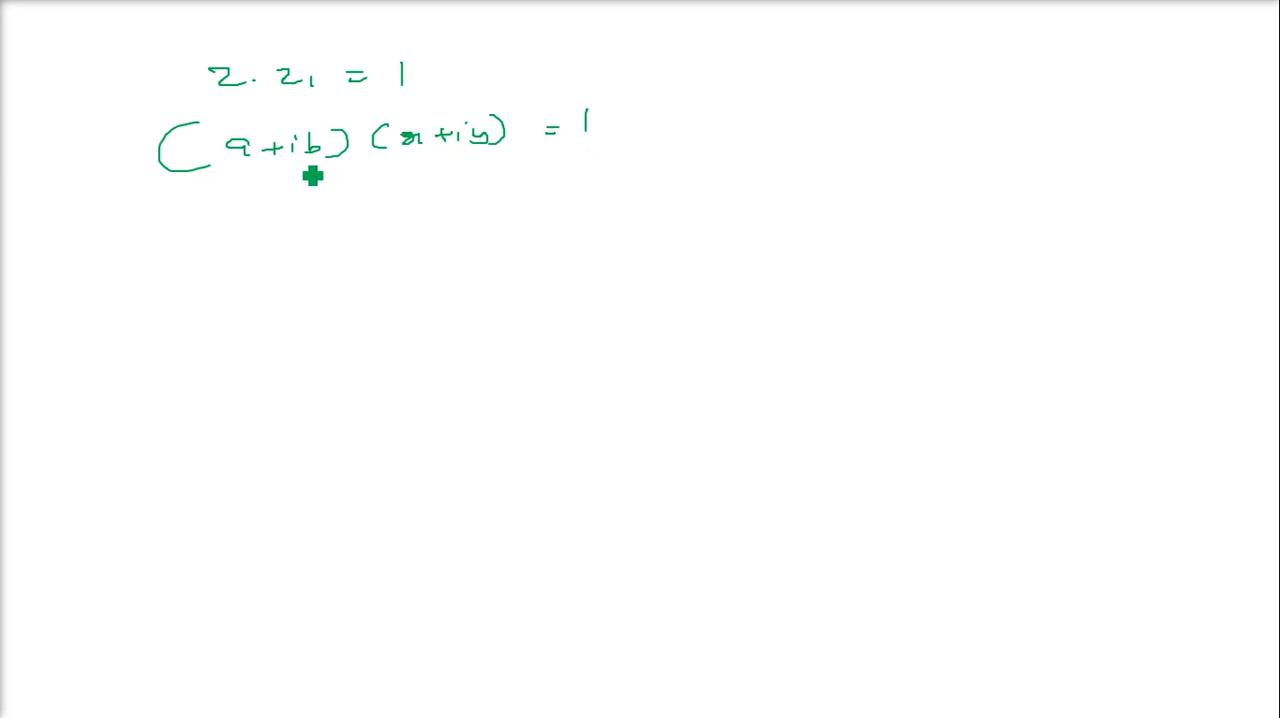 z . z₁ = 1
(a+ib) (x+iy) = 1